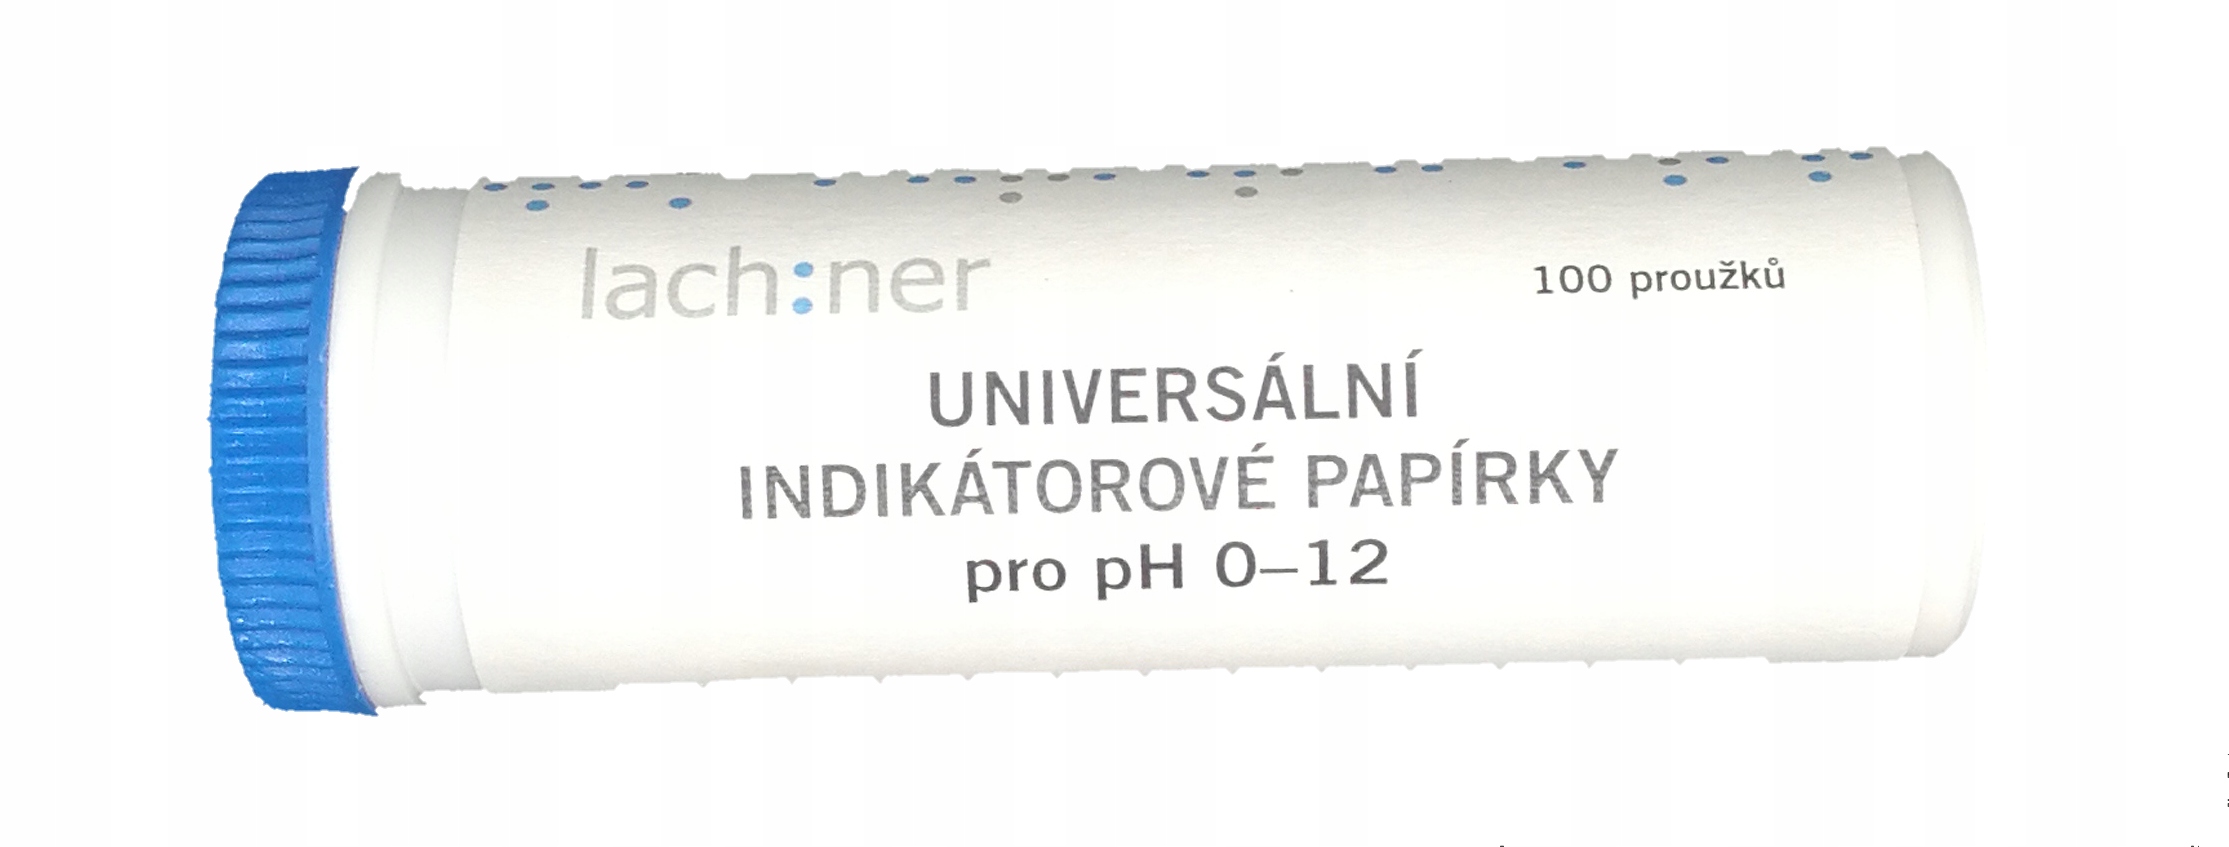 lach:ner
100 proužků
UNIVERSÁLNÍ
INDIKÁTOROVÉ PAPÍRKY
pro pH 0–12